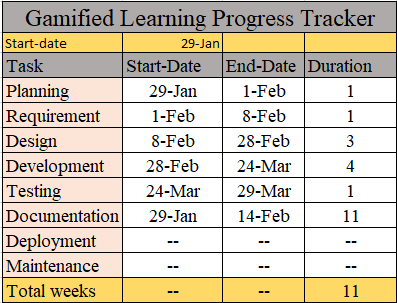 Gamified Learning Progress Tracker
Start-date 29-Jan
Task Start-Date End-Date Duration
Planning 29-Jan 1-Feb 1
Requirement 1-Feb 8-Feb 1
Design 8-Feb 28-Feb 3
Development 28-Feb 24-Mar 4
Testing 24-Mar 29-Mar 1
Documentation 29-Jan 14-Feb 11
Deployment -- -- --
Maintenance -- -- --
Total weeks -- -- 11